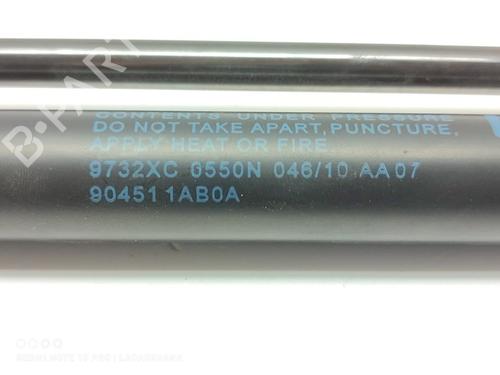 CONTENTS UNDER PRESSURE
DO NOT TAKE APART, PUNCTURE,
APPLY HEAT OR FIRE
9732XC 0550N 046/10 AA07
90451 1AB0A
B-PARTS